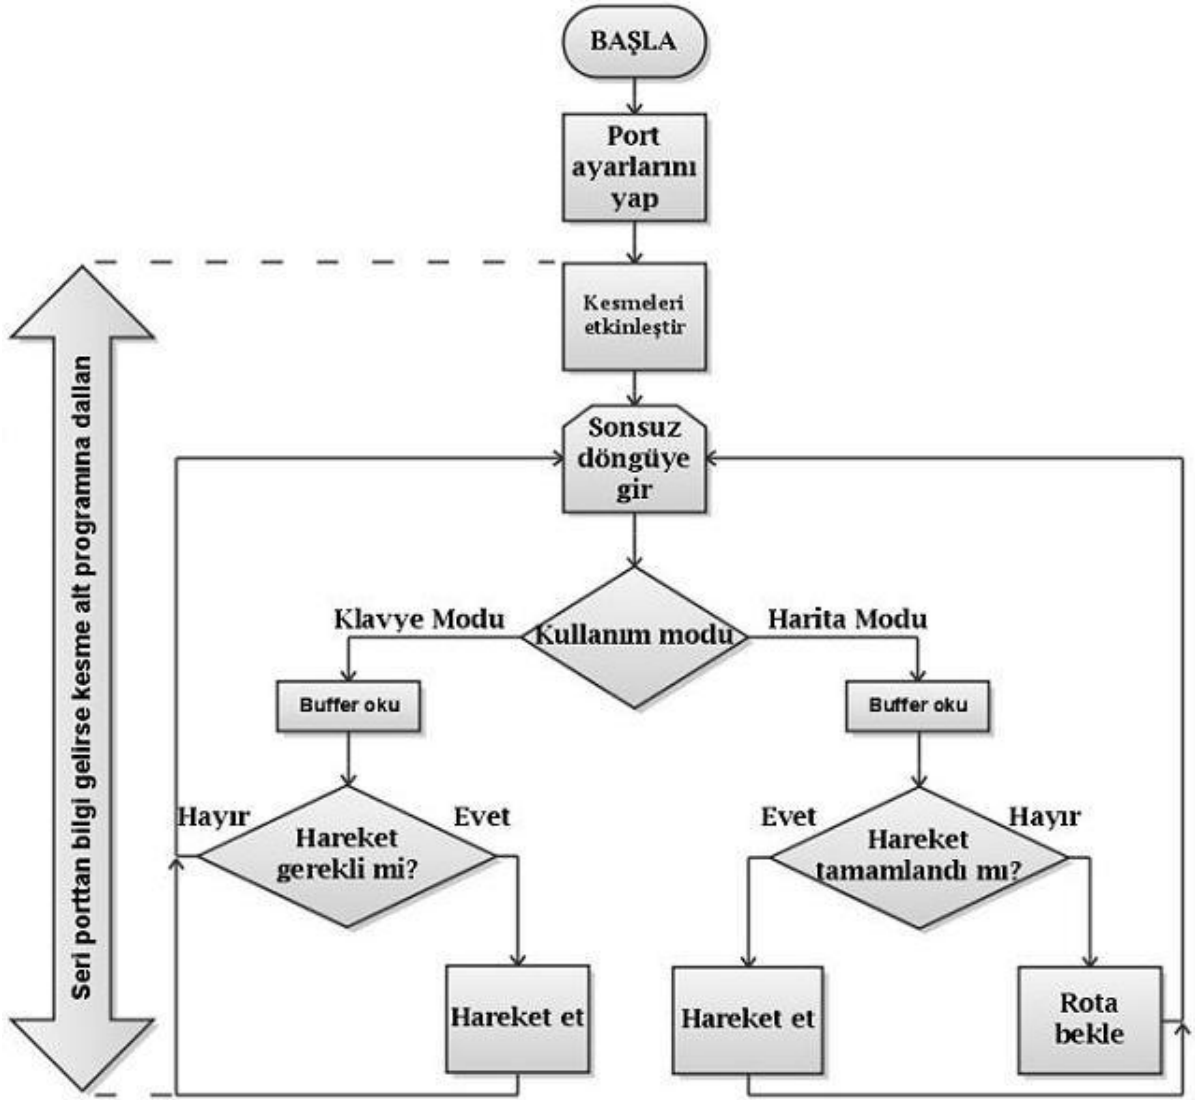 BAŞLA
Port
ayarlarını
yap
Kesmeleri
etkinleştir
Sonsuz
döngüye
gir
Kullanım modu
Klavye Modu
Harita Modu
Buffer oku
Buffer oku
Hayır
Hareket
gerekli mi?
Evet
Evet
Hareket
tamamlandı mı?
Hayır
Hareket et
Hareket et
Rota
bekle
Seri porttan bilgi gelirse kesme alt programına dallan